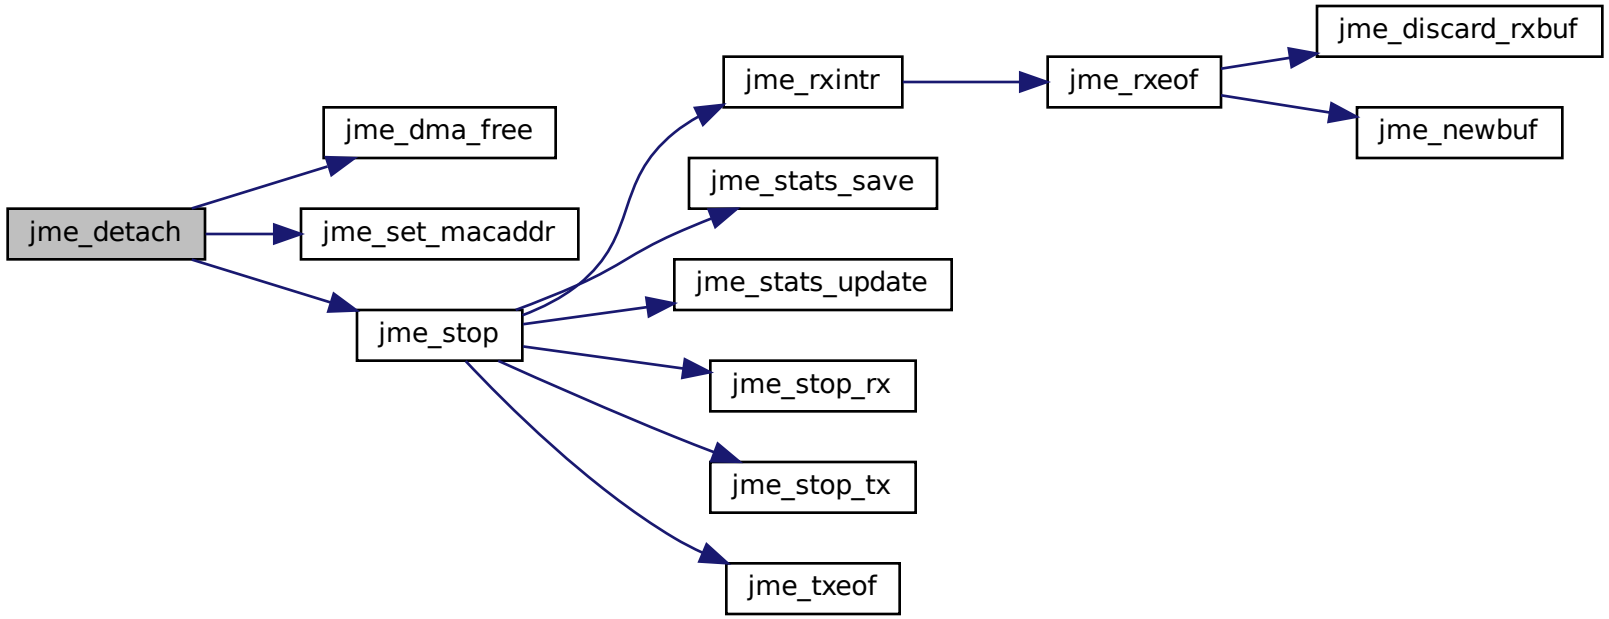 jme_detach
jme_dma_free
jme_set_macaddr
jme_stop
jme_rxintr
jme_stats_save
jme_stats_update
jme_stop_rx
jme_stop_tx
jme_txeof
jme_rxeof
jme_discard_rxbuf
jme_newbuf